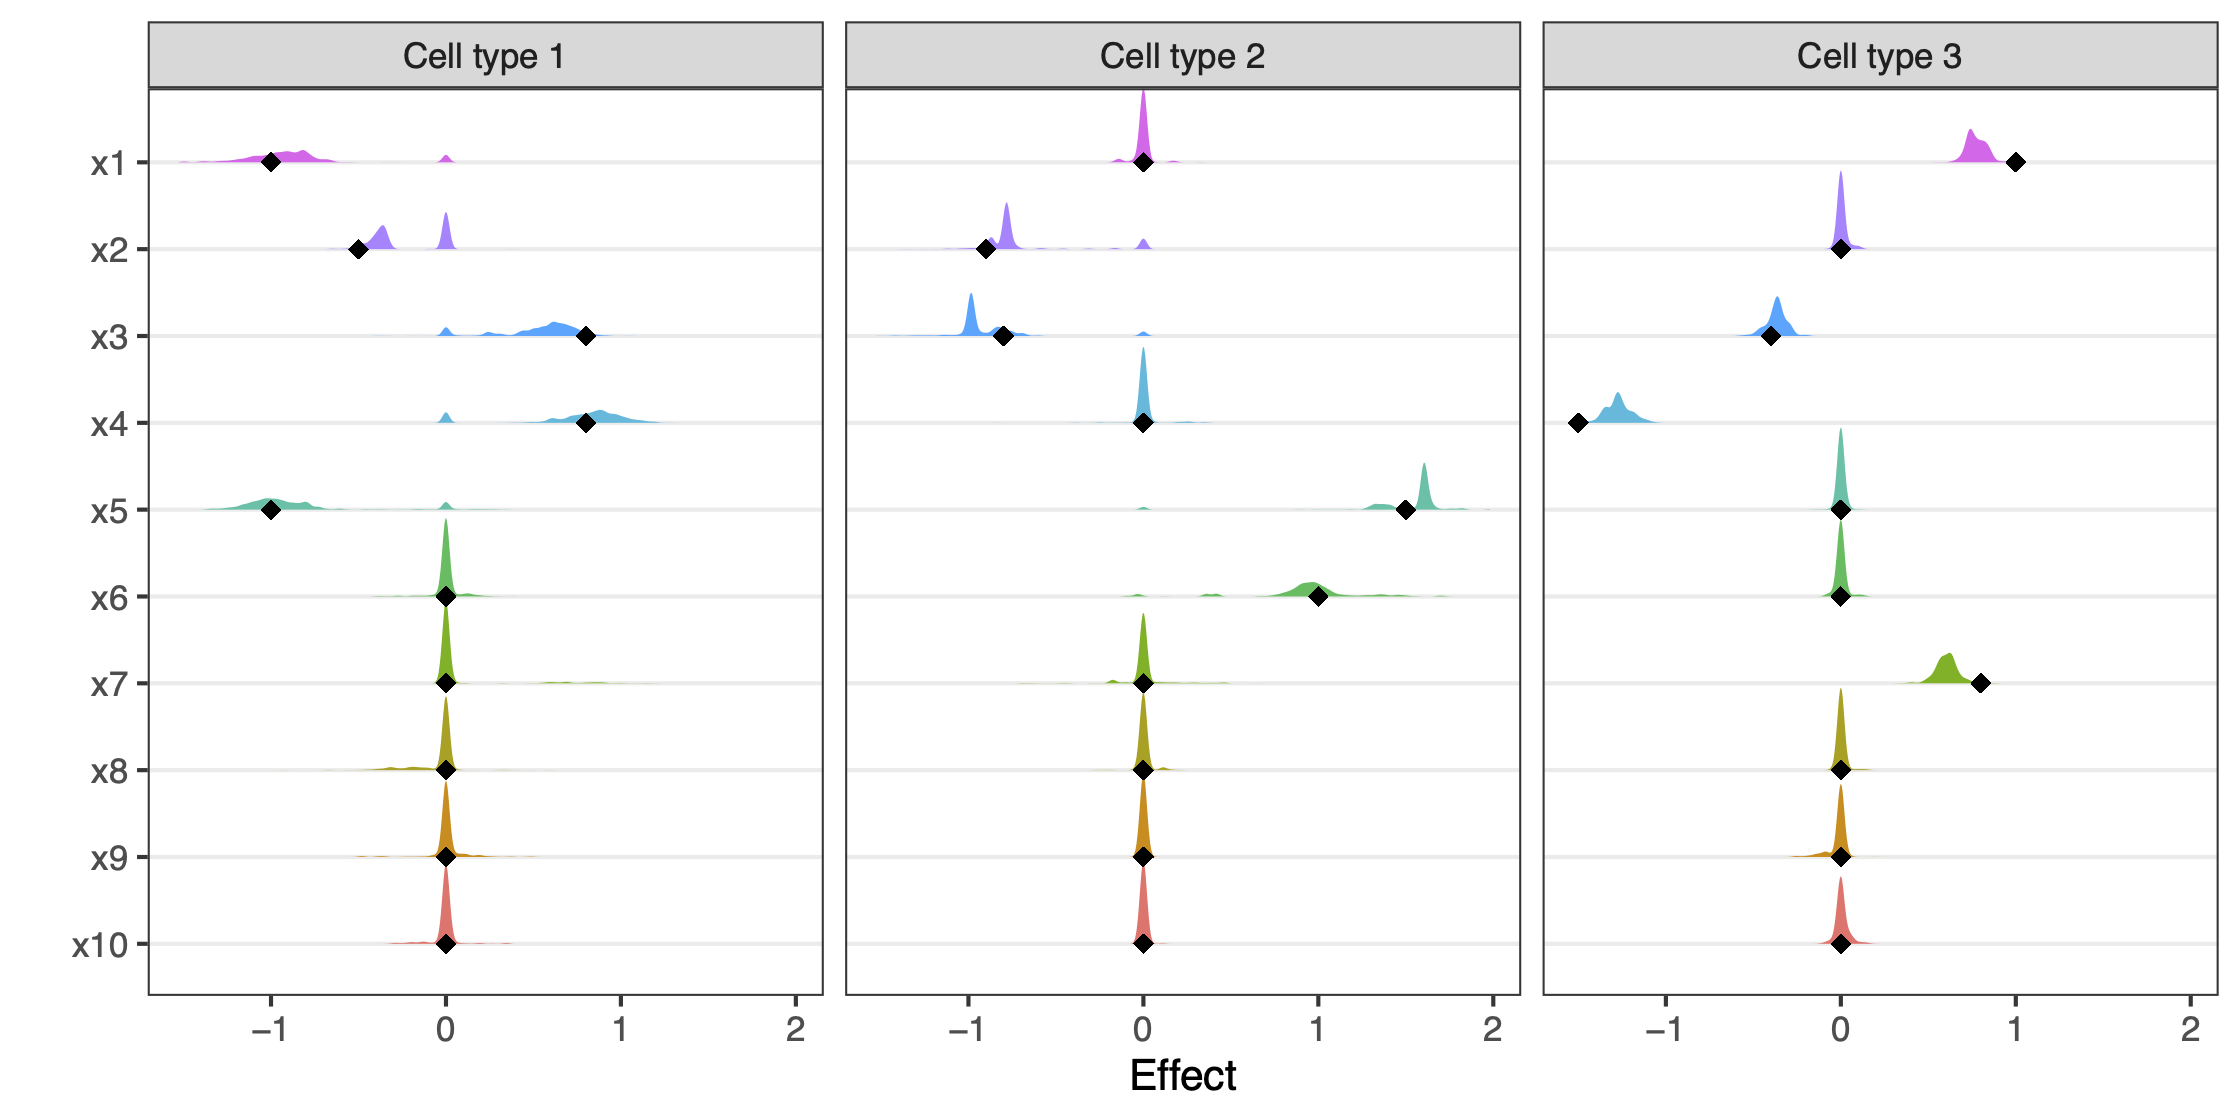 Cell type 1 Cell type 2 Cell type 3
x1
x2
x3
x4
x5
x6
x7
x8
x9
x10
−1 0 1 2 −1 0 1 2 −1 0 1 2
Effect